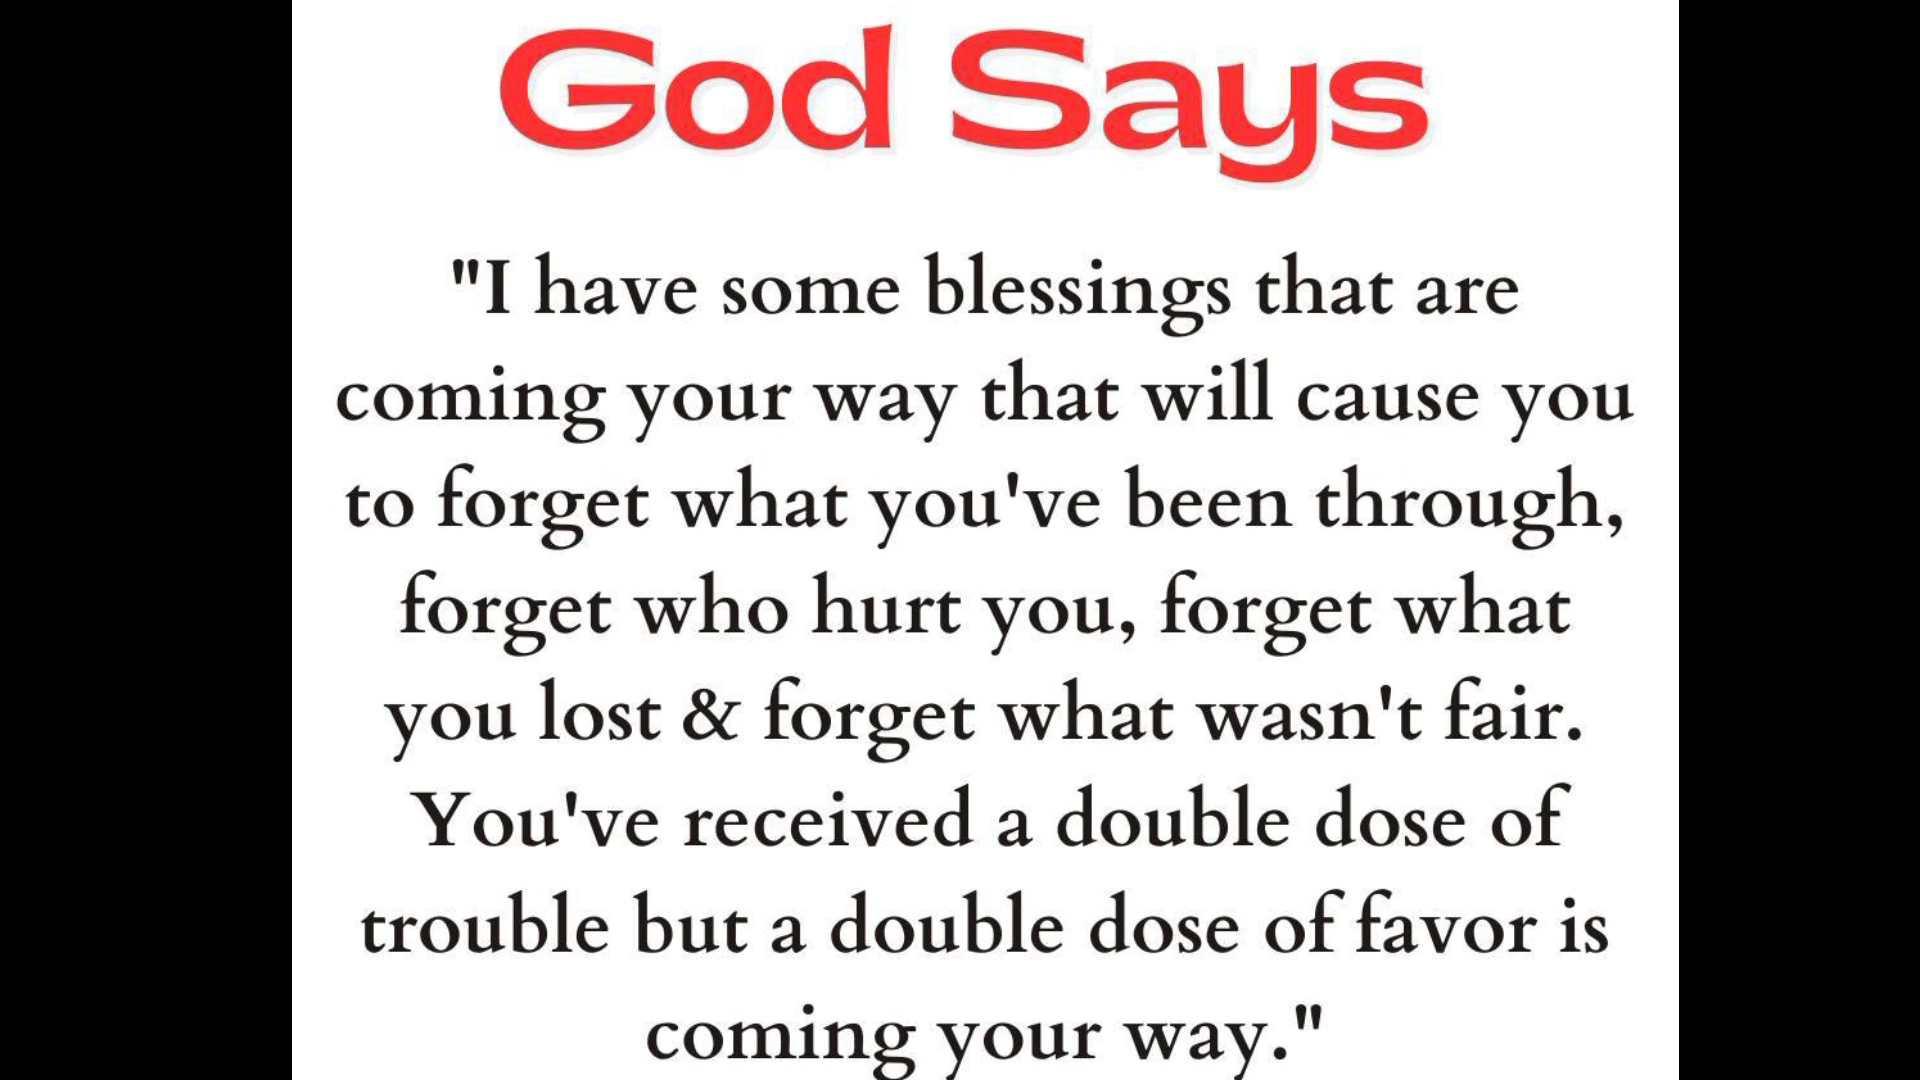 God Says
"I have some blessings that are
coming your way that will cause you
to forget what you've been through,
forget who hurt you, forget what
you lost & forget what wasn't fair.
You've received a double dose of
trouble but a double dose of favor is
coming your way."